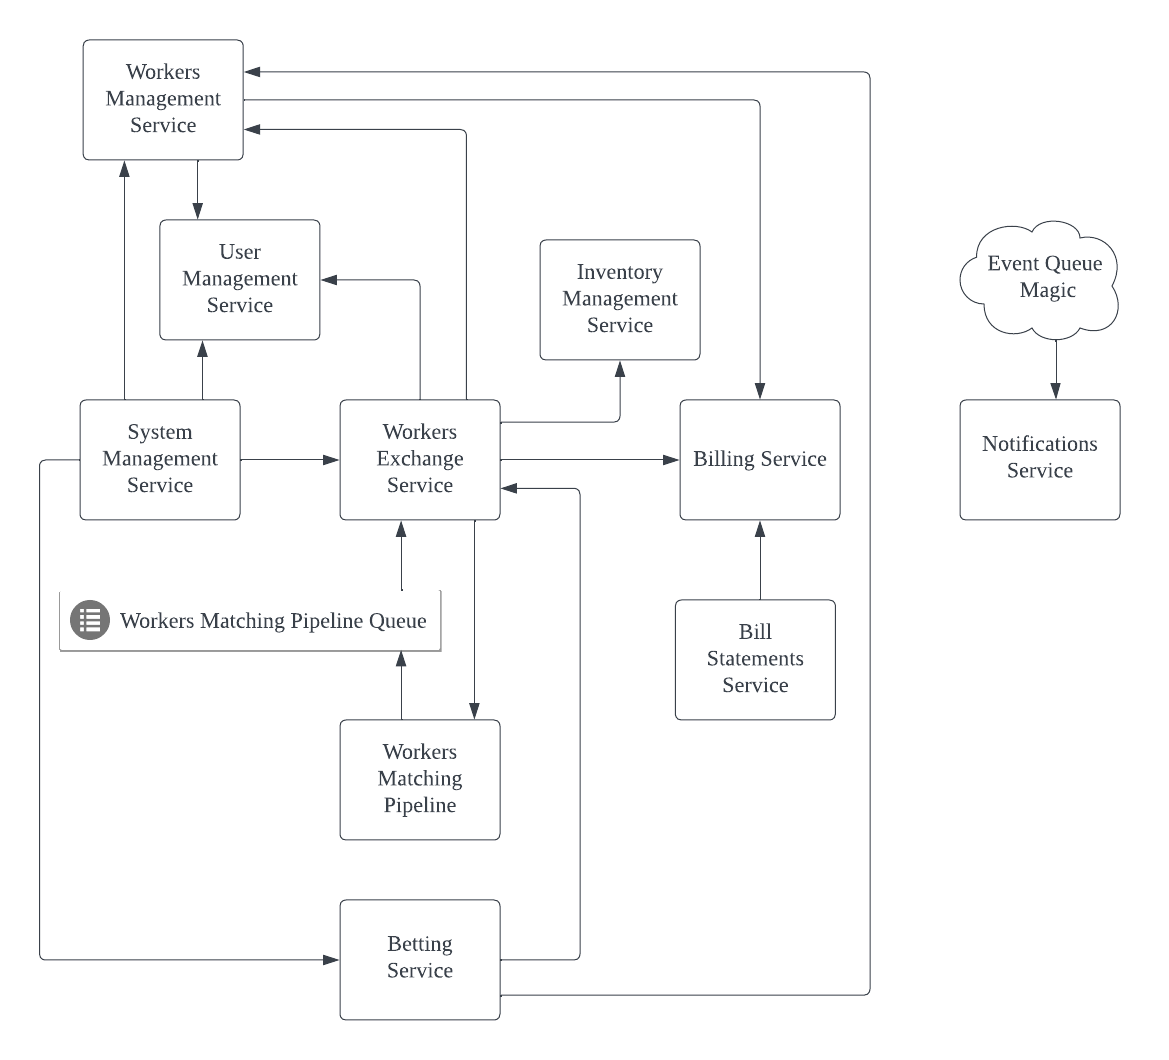 Workers
Management
Service
User
Management
Service
Inventory
Management
Service
Event Queue
Magic
System
Management
Service
Workers
Exchange
Service
Billing Service
Notifications
Service
Workers Matching Pipeline Queue
Bill
Statements
Service
Workers
Matching
Pipeline
Betting
Service